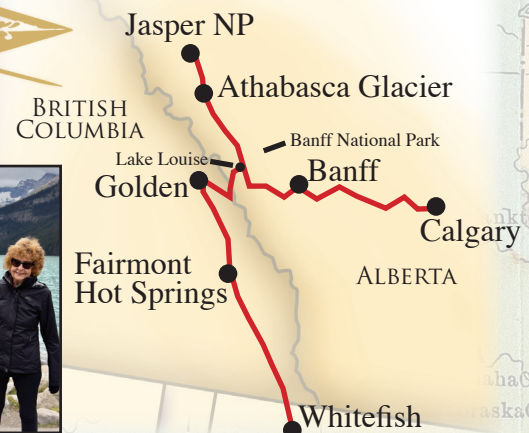 Jasper NP
Athabasca Glacier
BRITISH
COLUMBIA
Banff National Park
Lake Louise
Banff
Golden
Calgary
Fairmont
Hot Springs
ALBERTA
Whitefish